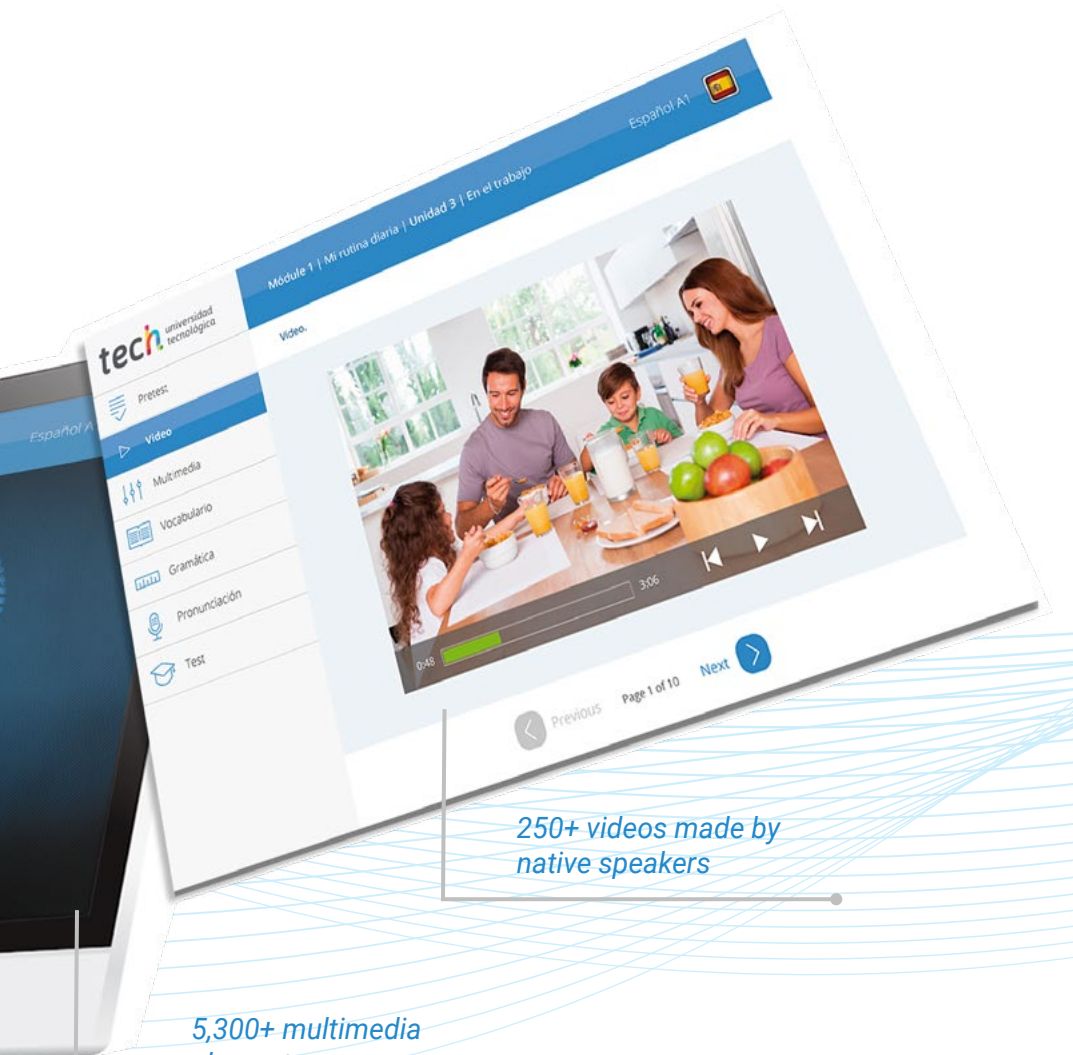 Español A1
Módule 1 | Mi rutina diaria | Unidad 3 | En el trabajo
tech universidad
tecnológica
Video.
Pretest
Video
Multimedia
Vocabulario
Gramática
Pronunciación
Test
0:48
3:06
Previous
Page 1 of 10
Next
Español A
250+ videos made by
native speakers
5,300+ multimedia